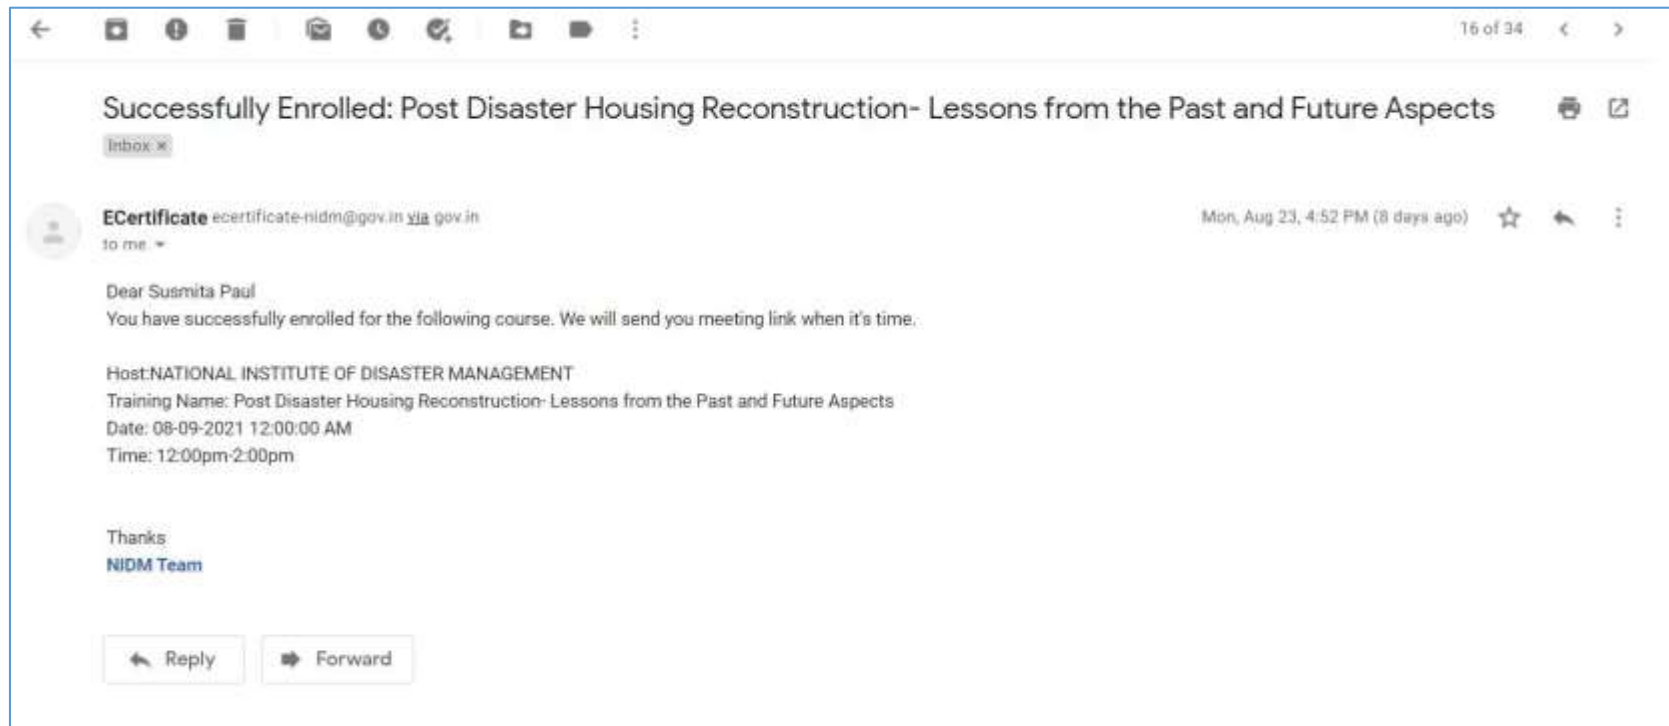 16 of 34
Successfully Enrolled: Post Disaster Housing Reconstruction- Lessons from the Past and Future Aspects
Inbox ×
ECertificate ecertificate-nidm@gov.in via gov.in
Mon, Aug 23, 4:52 PM (8 days ago)
to me
Dear Susmita Paul
You have successfully enrolled for the following course. We will send you meeting link when it's time.
Host:NATIONAL INSTITUTE OF DISASTER MANAGEMENT
Training Name: Post Disaster Housing Reconstruction- Lessons from the Past and Future Aspects
Date: 08-09-2021 12:00:00 AM
Time: 12:00pm-2:00pm
Thanks
NIDM Team
Reply
Forward